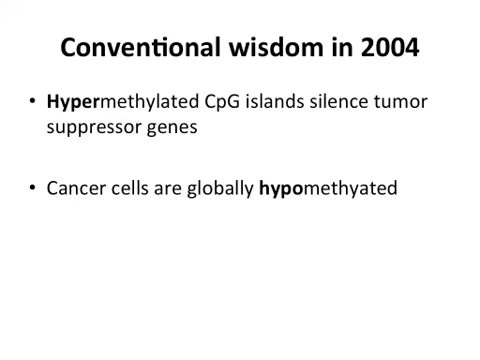 Conventional wisdom in 2004
• Hypermethylated CpG islands silence tumor
suppressor genes
• Cancer cells are globally hypomethyated